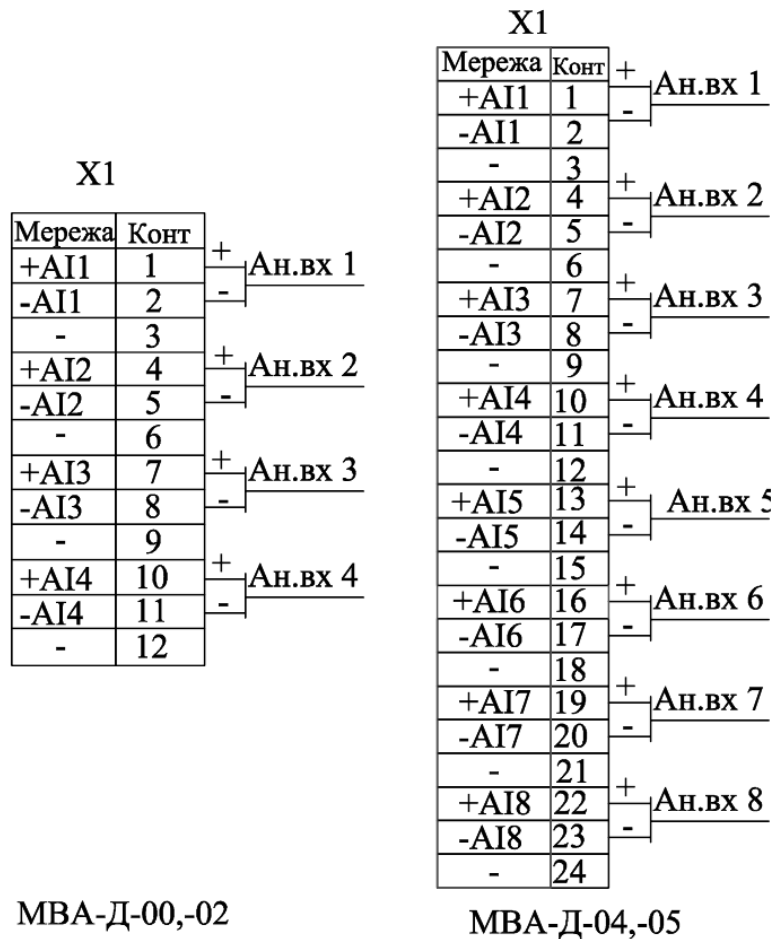 X1
Мережа Конт
+AI1 1
-AI1 2
- 3
+AI2 4
-AI2 5
- 6
+AI3 7
-AI3 8
- 9
+AI4 10
-AI4 11
- 12
+ Ан.вх 1
-
+ Ан.вх 2
-
+ Ан.вх 3
-
+ Ан.вх 4
-
МВА-Д-00,-02
X1
Мережа Конт
+AI1 1
-AI1 2
- 3
+AI2 4
-AI2 5
- 6
+AI3 7
-AI3 8
- 9
+AI4 10
-AI4 11
- 12
+AI5 13
-AI5 14
- 15
+AI6 16
-AI6 17
- 18
+AI7 19
-AI7 20
- 21
+AI8 22
-AI8 23
- 24
+ Ан.вх 1
-
+ Ан.вх 2
-
+ Ан.вх 3
-
+ Ан.вх 4
-
+ Ан.вх 5
-
+ Ан.вх 6
-
+ Ан.вх 7
-
+ Ан.вх 8
-
МВА-Д-04,-05